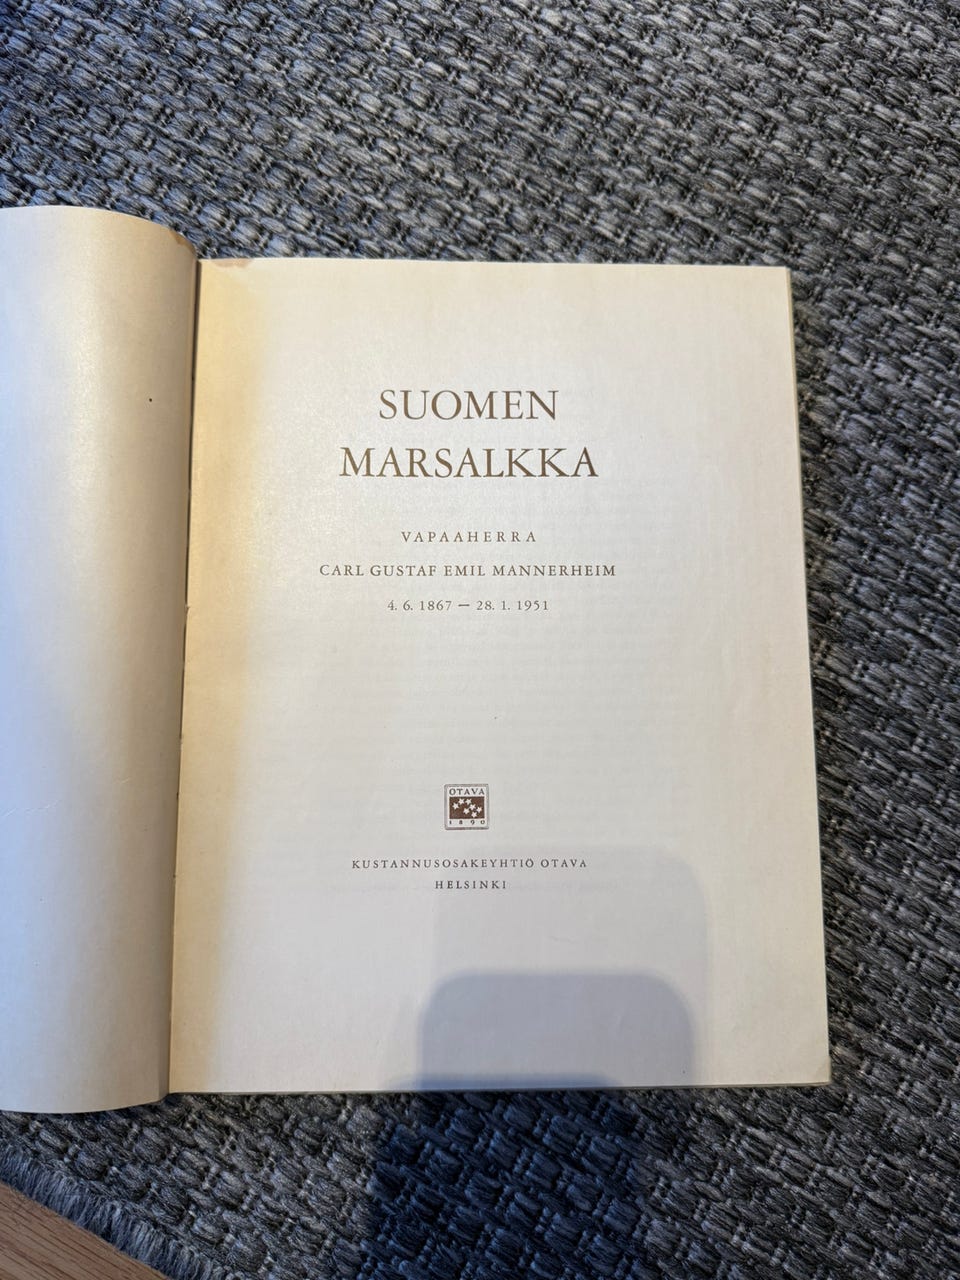 SUOMEN
MARSALKKA
VAPAAHERRA
CARL GUSTAF EMIL MANNERHEIM
4. 6. 1867 — 28. 1. 1951
OTAVA
1890
KUSTANNUSOSAKEYHTIÖ OTAVA
HELSINKI